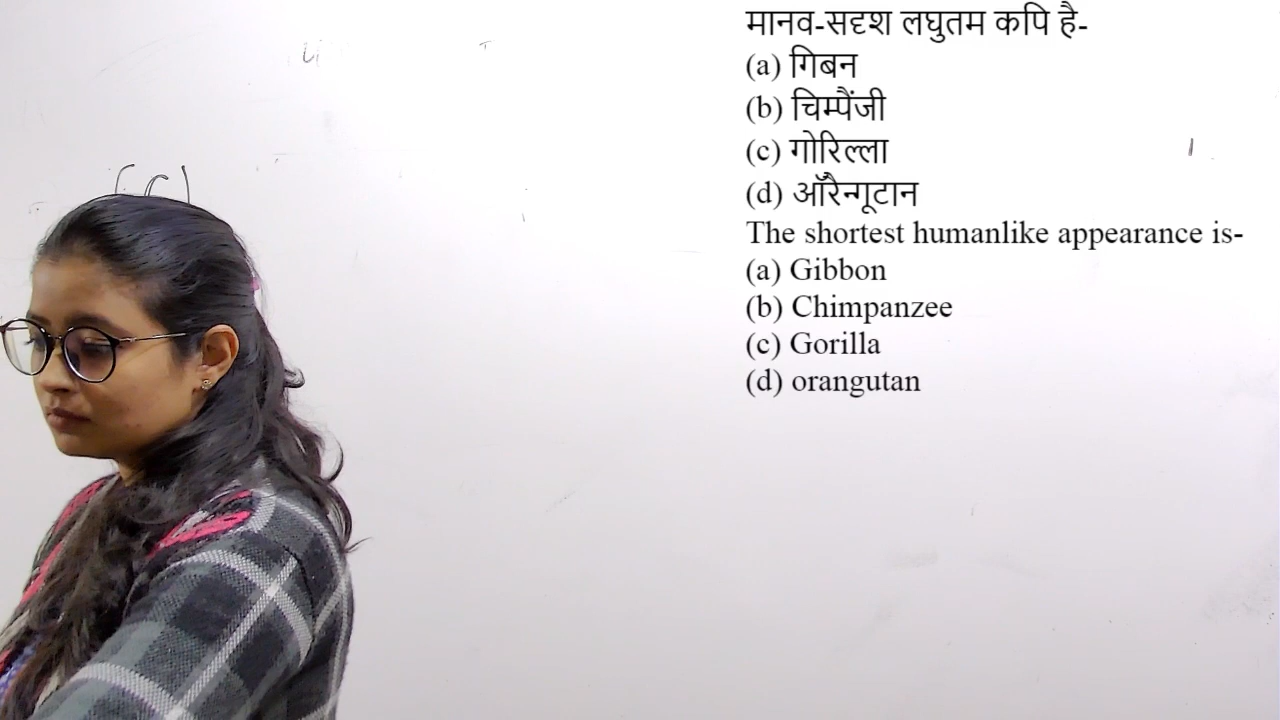 मानव-सदृश लघुतम कपि है-
(a) गिबन
(b) चिम्पैंजी
(c) गोरिल्ला
(d) ऑरैन्गूटान
The shortest humanlike appearance is-
(a) Gibbon
(b) Chimpanzee
(c) Gorilla
(d) orangutan